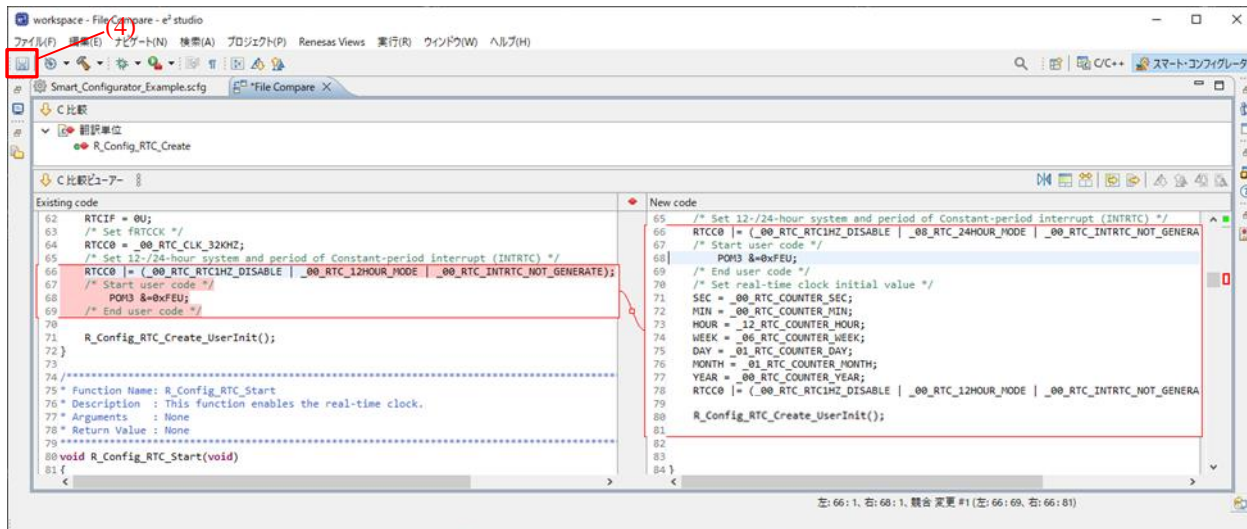 workspace - File Compare - e² studio
(4)
ファイル(F) 編集(E) ナビゲート(N) 検索(A) プロジェクト(P) Renesas Views 実行(R) ウィンドウ(W) ヘルプ(H)
C/C++ スマート・コンフィグレータ
Smart_Configurator_Example.scfg *File Compare
C 比較
翻訳単位
R_Config_RTC_Create
C 比較ビューアー
Existing code
62 RTCIF = 0U;
63 /* Set fRTCCK */
64 RTCC0 = _00_RTC_CLK_32KHZ;
65 /* Set 12-/24-hour system and period of Constant-period interrupt (INTRTC) */
66 RTCC0 |= (_00_RTC_RTC1HZ_DISABLE | _00_RTC_12HOUR_MODE | _00_RTC_INTRTC_NOT_GENERATE);
67 /* Start user code */
68 POM3 &=0xFEU;
69 /* End user code */
70
71 R_Config_RTC_Create_UserInit();
72 }
73
74 /************************************************************
75 * Function Name: R_Config_RTC_Start
76 * Description : This function enables the real-time clock.
77 * Arguments : None
78 * Return Value : None
79 *************************************************************
80 void R_Config_RTC_Start(void)
81 {
New code
65 /* Set 12-/24-hour system and period of Constant-period interrupt (INTRTC) */
66 RTCC0 |= (_00_RTC_RTC1HZ_DISABLE | _08_RTC_24HOUR_MODE | _00_RTC_INTRTC_NOT_GENERA
67 /* Start user code */
68 POM3 &=0xFEU;
69 /* End user code */
70 /* Set real-time clock initial value */
71 SEC = _00_RTC_COUNTER_SEC;
72 MIN = _00_RTC_COUNTER_MIN;
73 HOUR = _12_RTC_COUNTER_HOUR;
74 WEEK = _06_RTC_COUNTER_WEEK;
75 DAY = _01_RTC_COUNTER_DAY;
76 MONTH = _01_RTC_COUNTER_MONTH;
77 YEAR = _00_RTC_COUNTER_YEAR;
78 RTCC0 |= (_00_RTC_RTC1HZ_DISABLE | _00_RTC_12HOUR_MODE | _00_RTC_INTRTC_NOT_GENERA
79
80 R_Config_RTC_Create_UserInit();
81
82
83
84 }
左: 66 : 1、右: 68 : 1、競合 変更 #1 (左: 66 : 69、右: 66 : 81)